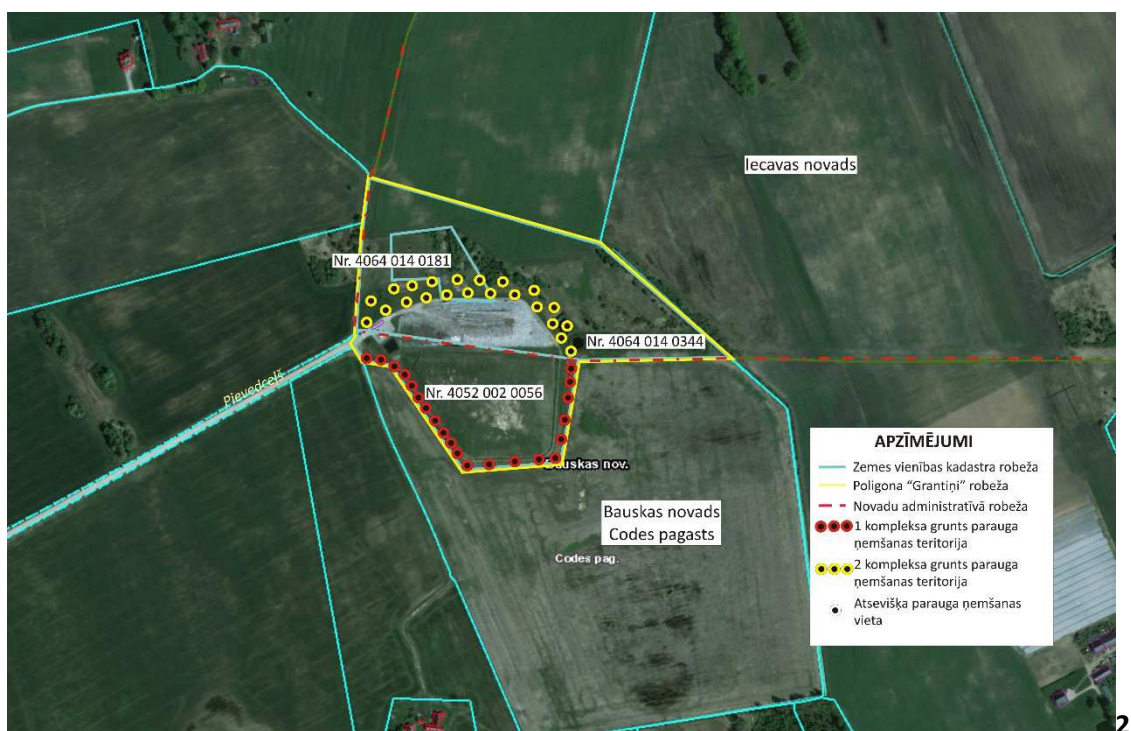 Iecavas novads
Nr. 4064 014 0181
Nr. 4064 014 0344
Pievedceļš
Nr. 4052 002 0056
Bauskas nov.
Bauskas novads
Codes pagasts
Codes pag.
APZĪMĒJUMI
Zemes vienības kadastra robeža
Poligona “Grantiņi” robeža
Novadu administratīvā robeža
1 kompleksa grunts parauga
ņemšanas teritorija
2 kompleksa grunts parauga
ņemšanas teritorija
Atsevišķa parauga ņemšanas
vieta
2